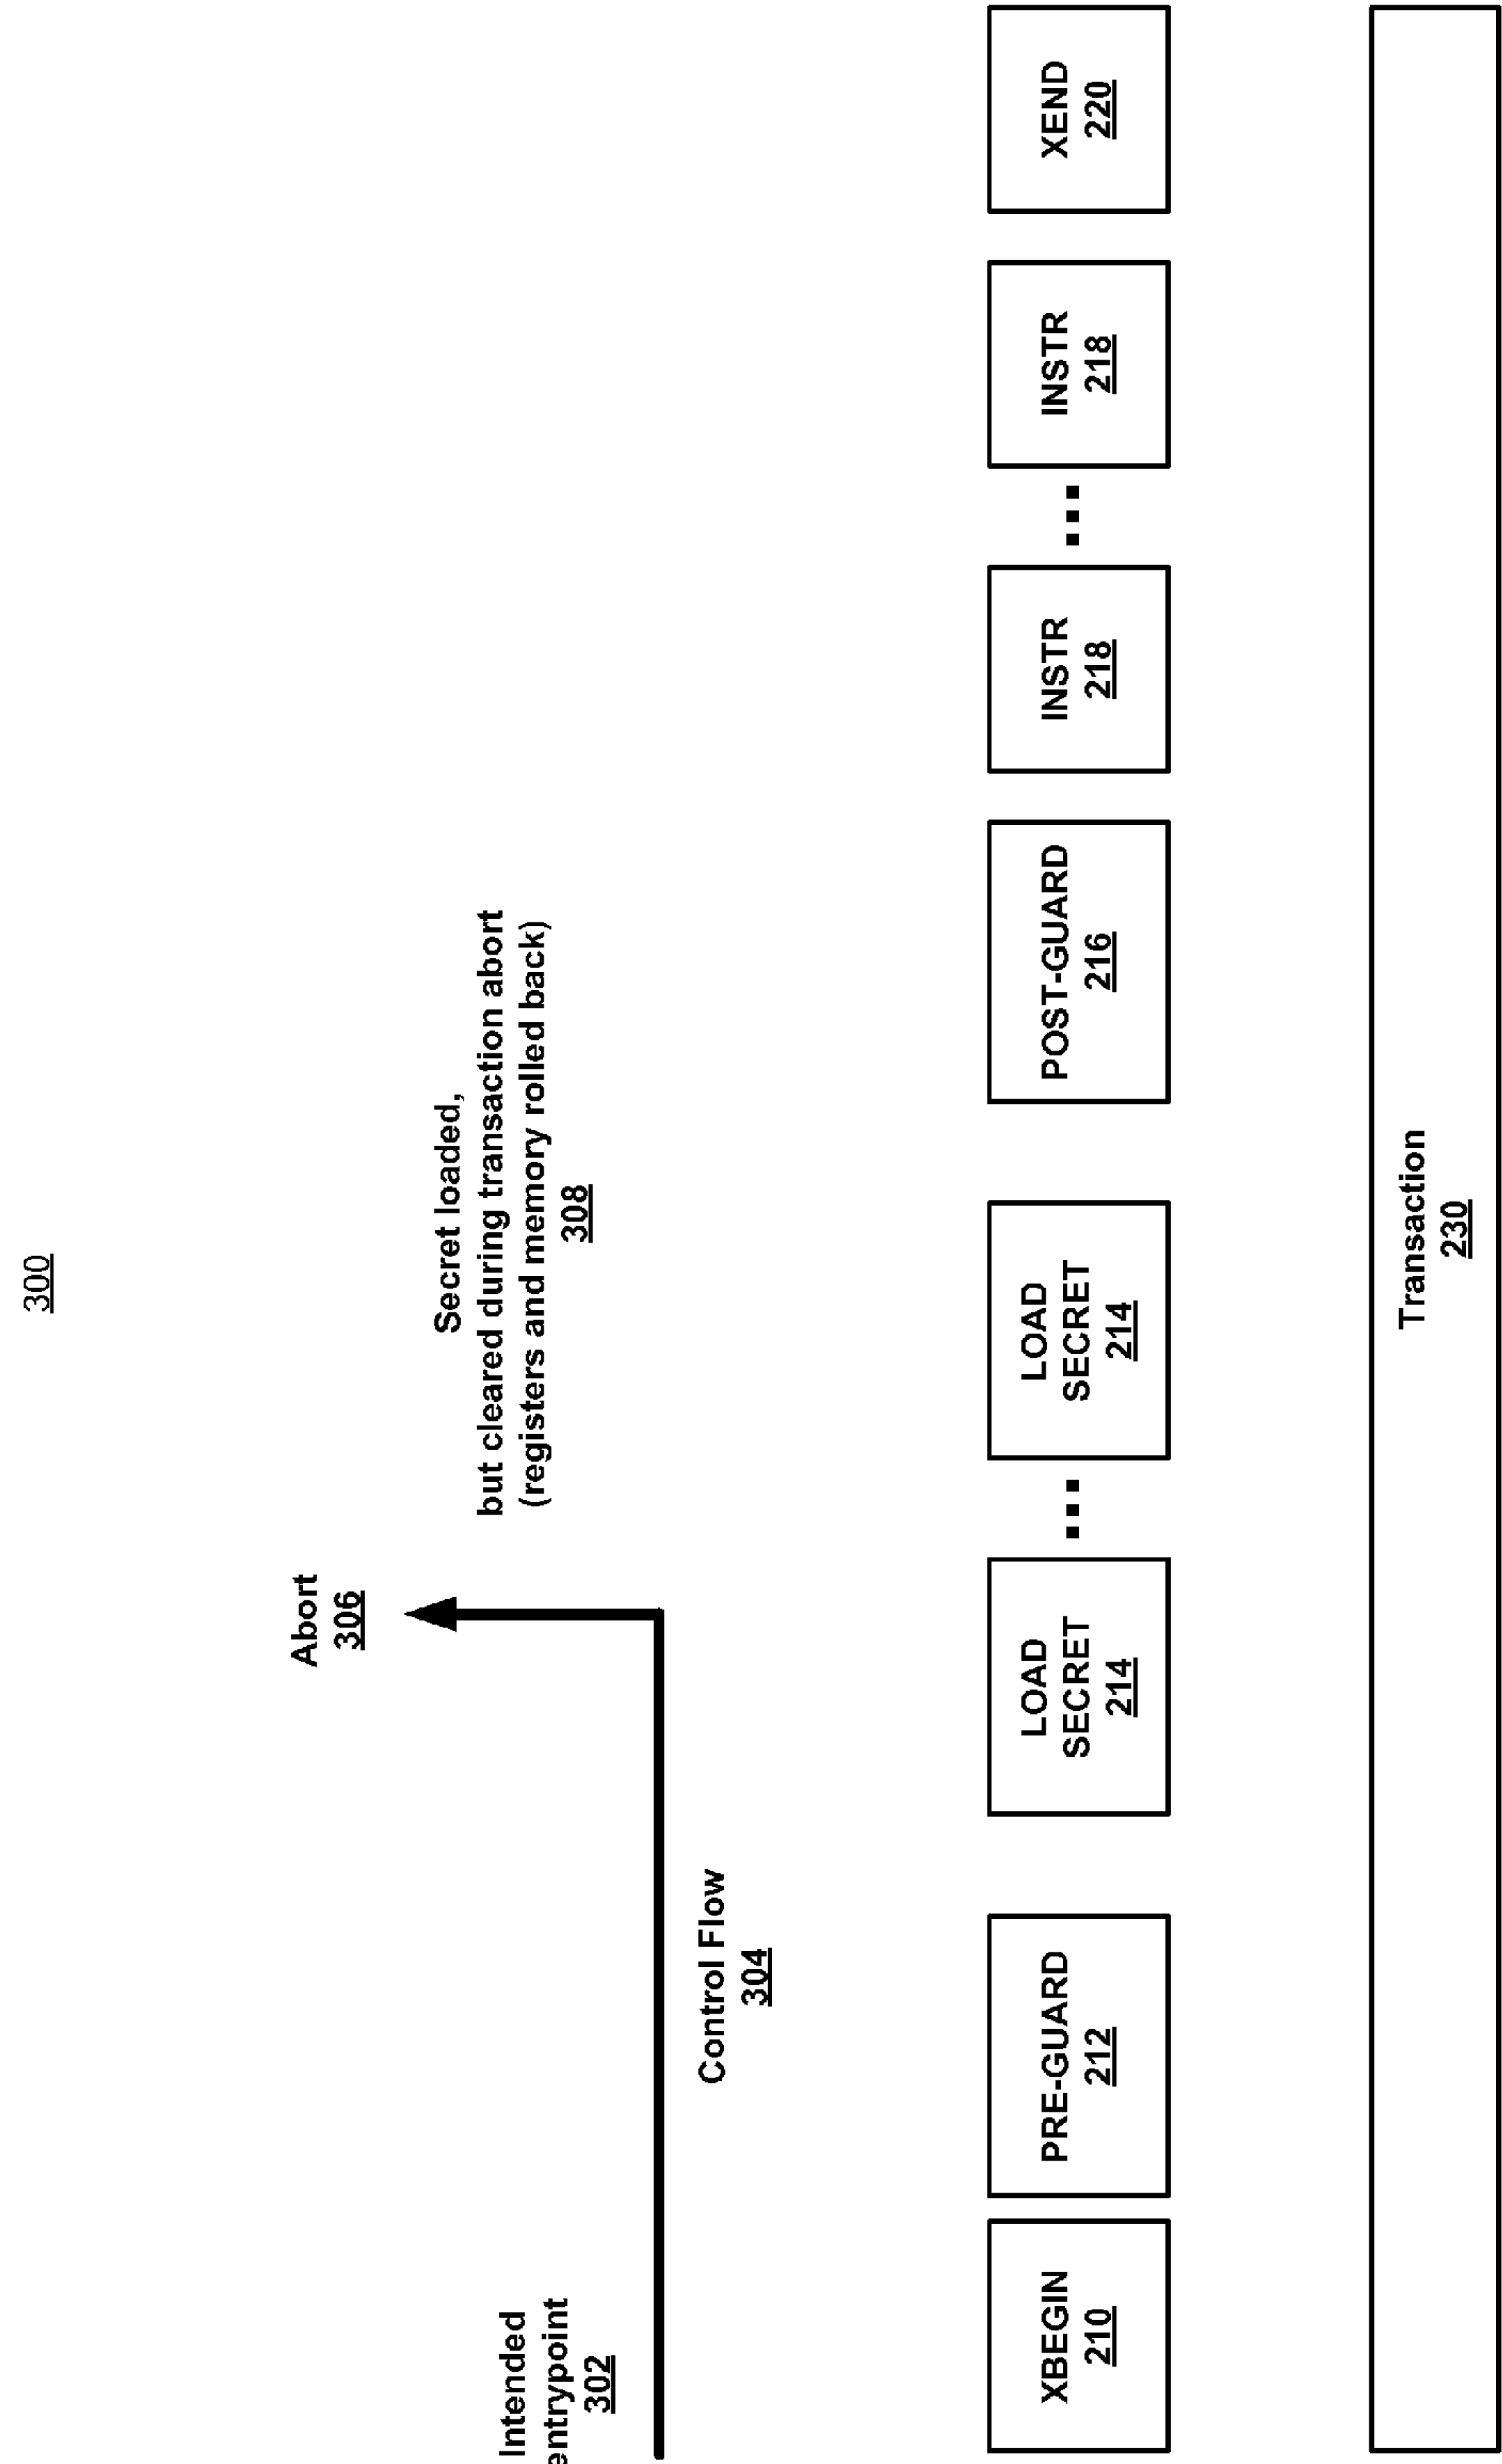 300
Abort
306
Secret loaded,
but cleared during transaction abort
(registers and memory rolled back)
308
Intended
entrypoint
302
Control Flow
304
XBEGIN
210
PRE-GUARD
212
LOAD
SECRET
214
...
LOAD
SECRET
214
POST-GUARD
216
INSTR
218
...
INSTR
218
XEND
220
Transaction
230